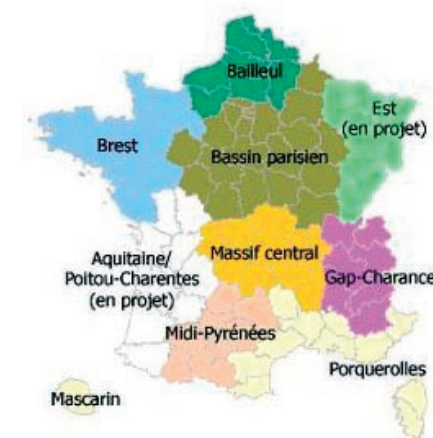 Bailleul
Est
(en projet)
Brest
Bassin parisien
Aquitaine/
Poitou-Charentes
(en projet)
Massif central
Gap-Charance
Midi-Pyrénées
Porquerolles
Mascarin